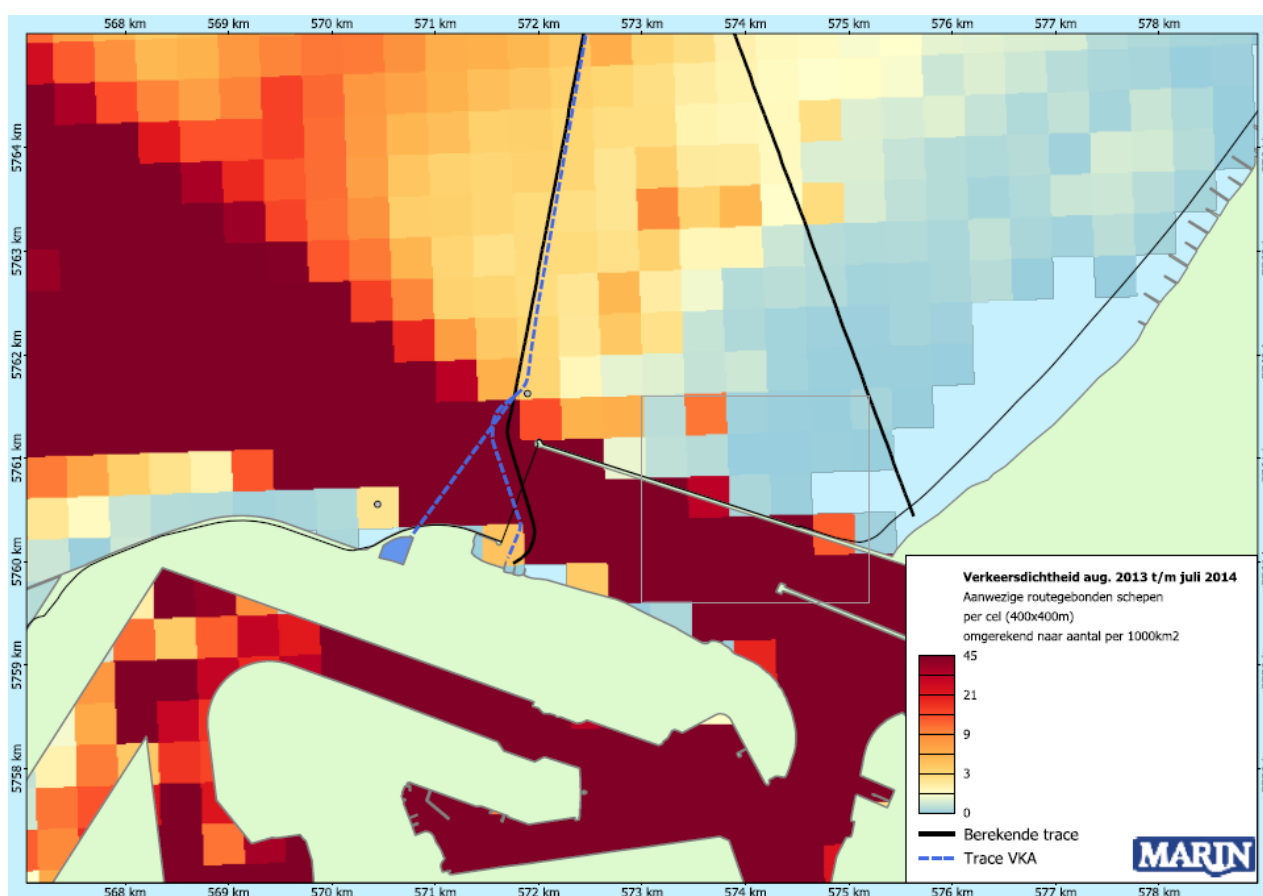 568 km 569 km 570 km 571 km 572 km 573 km 574 km 575 km 576 km 577 km 578 km
5764 km
5763 km
5762 km
5761 km
5760 km
5759 km
5758 km
Verkeersdichtheid aug. 2013 t/m juli 2014
Aanwezige routegebonden schepen
per cel (400x400m)
omgerekend naar aantal per 1000km2
45
21
9
3
0
Berekende trace
Trace VKA
MARIN
568 km 569 km 570 km 571 km 572 km 573 km 574 km 575 km 576 km 577 km 578 km